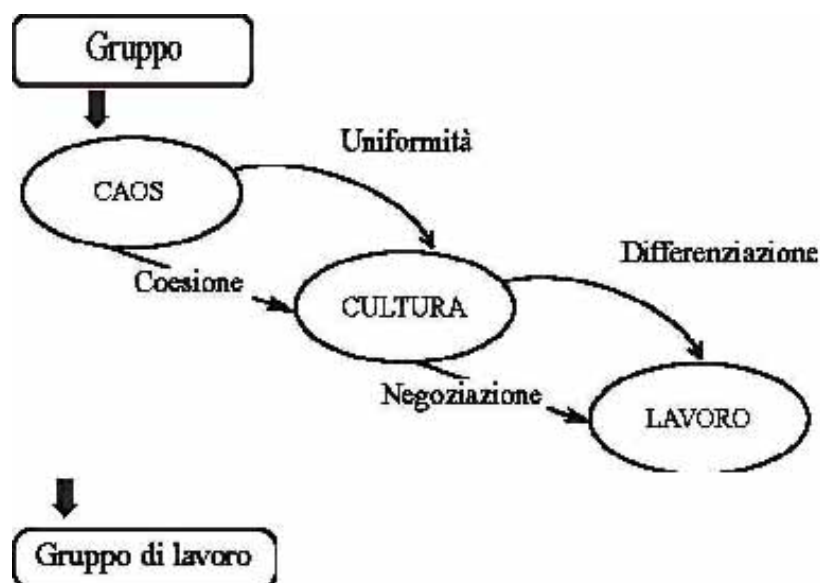 Gruppo
Uniformità
CAOS
Differenziazione
Coesione
CULTURA
Negoziazione
LAVORO
Gruppo di lavoro